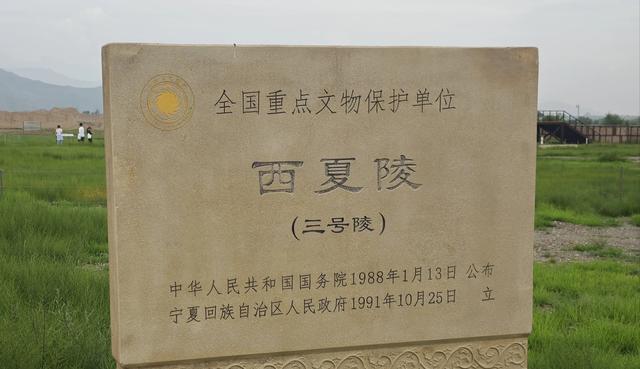 全国重点文物保护单位
西夏陵
(三号陵)
中华人民共和国国务院1988年1月13日 公布
宁夏回族自治区人民政府1991年10月25日 立